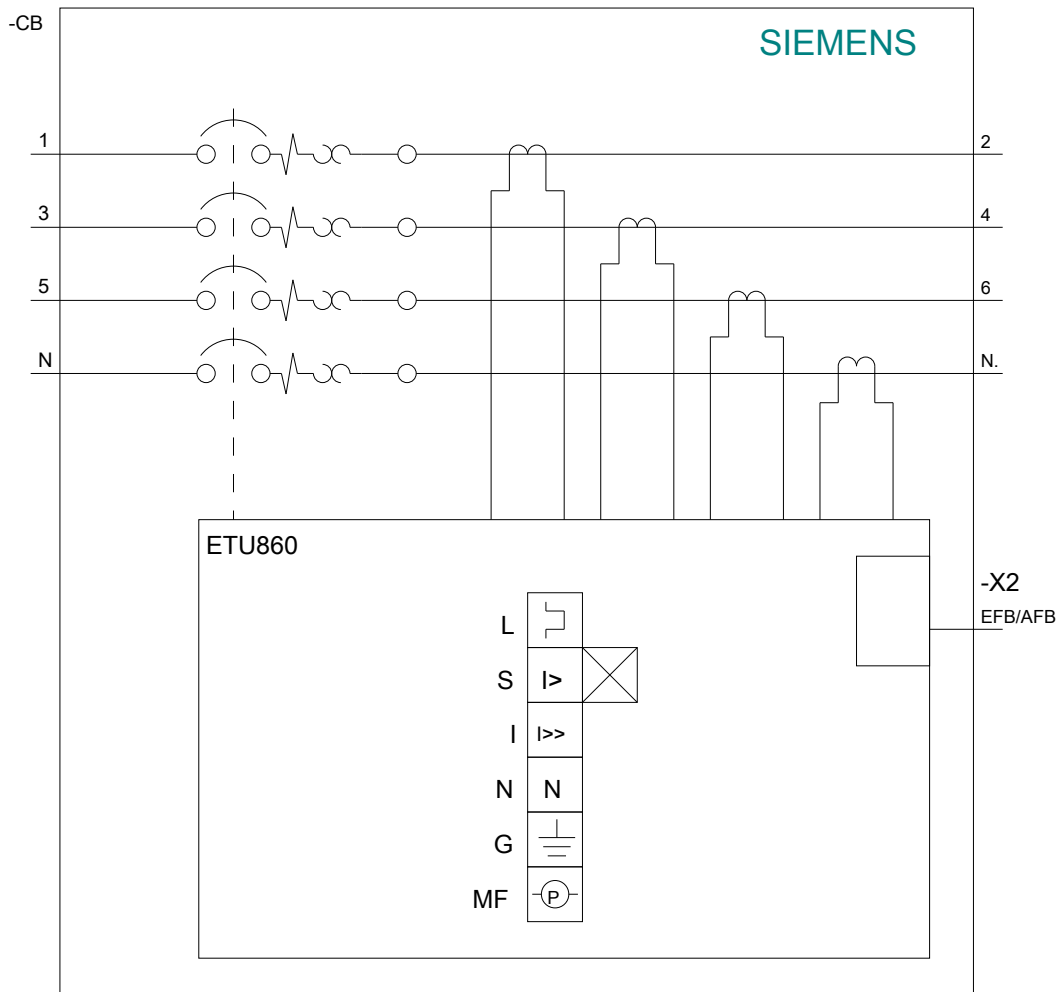 -CB
SIEMENS
1
2
3
4
5
6
N
N.
ETU860
-X2
EFB/AFB
L
S I>
I I>>
N N
G
MF P